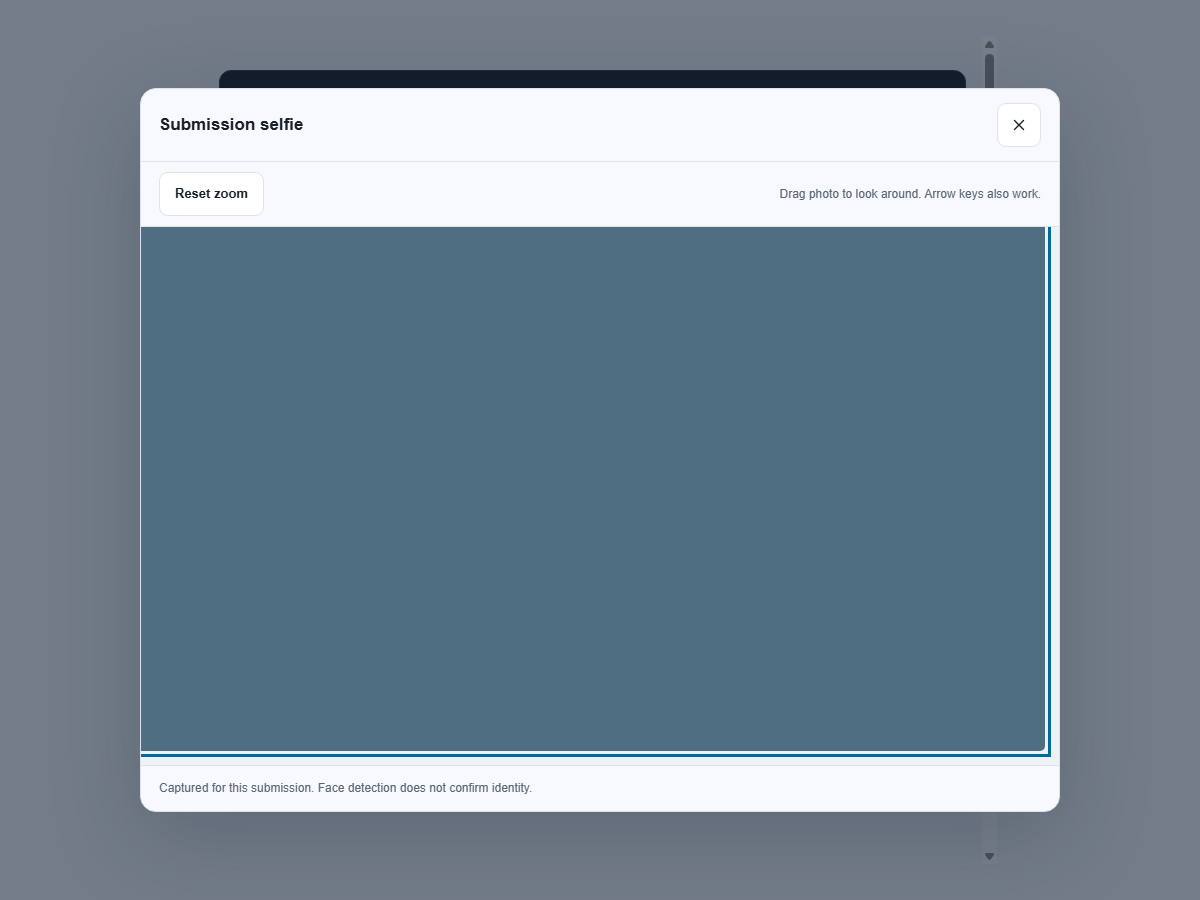 Submission selfie
Reset zoom
Drag photo to look around. Arrow keys also work.
Captured for this submission. Face detection does not confirm identity.